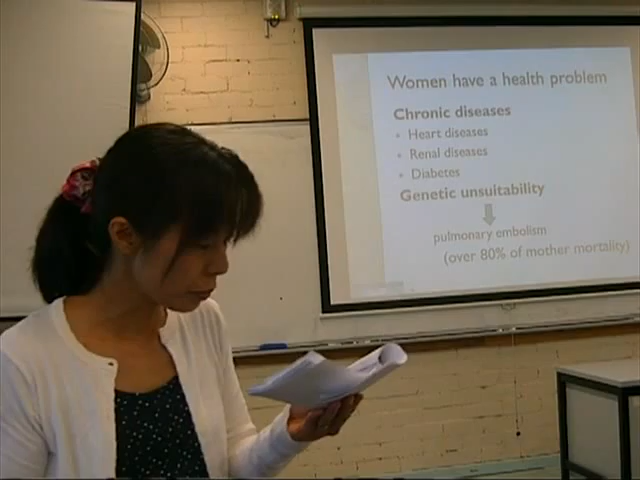 Women have a health problem
Chronic diseases
• Heart diseases
• Renal diseases
• Diabetes
Genetic unsuitability
pulmonary embolism
(over 80% of mother mortality)